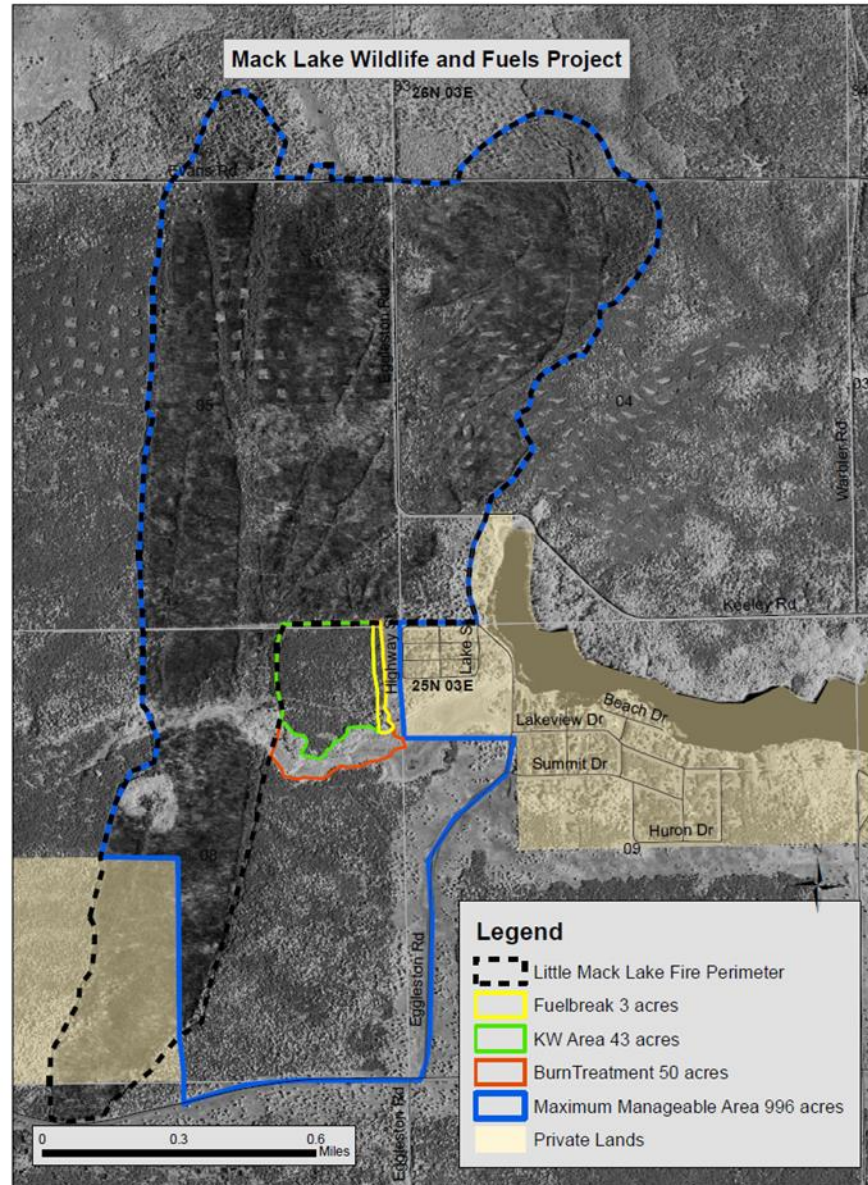 Mack Lake Wildlife and Fuels Project
26N 03E
Evans Rd
Eggleston Rd
05
04
03
Warbler Rd
Keeley Rd
Highway St
Lake St
25N 03E
Beach Dr
Lakeview Dr
Summit Dr
Huron Dr
08
09
N
Eggleston Rd
Eggleston Rd
Legend
Little Mack Lake Fire Perimeter
Fuelbreak 3 acres
KW Area 43 acres
BurnTreatment 50 acres
Maximum Manageable Area 996 acres
Private Lands
0 0.3 0.6
Miles